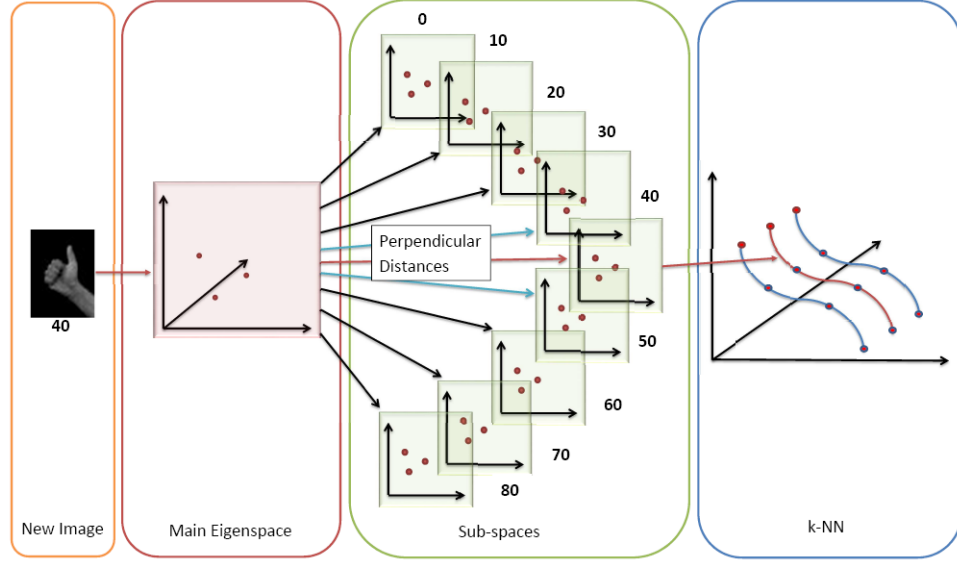 0
10
20
30
40
Perpendicular
Distances
40
50
60
70
80
New Image
Main Eigenspace
Sub-spaces
k-NN